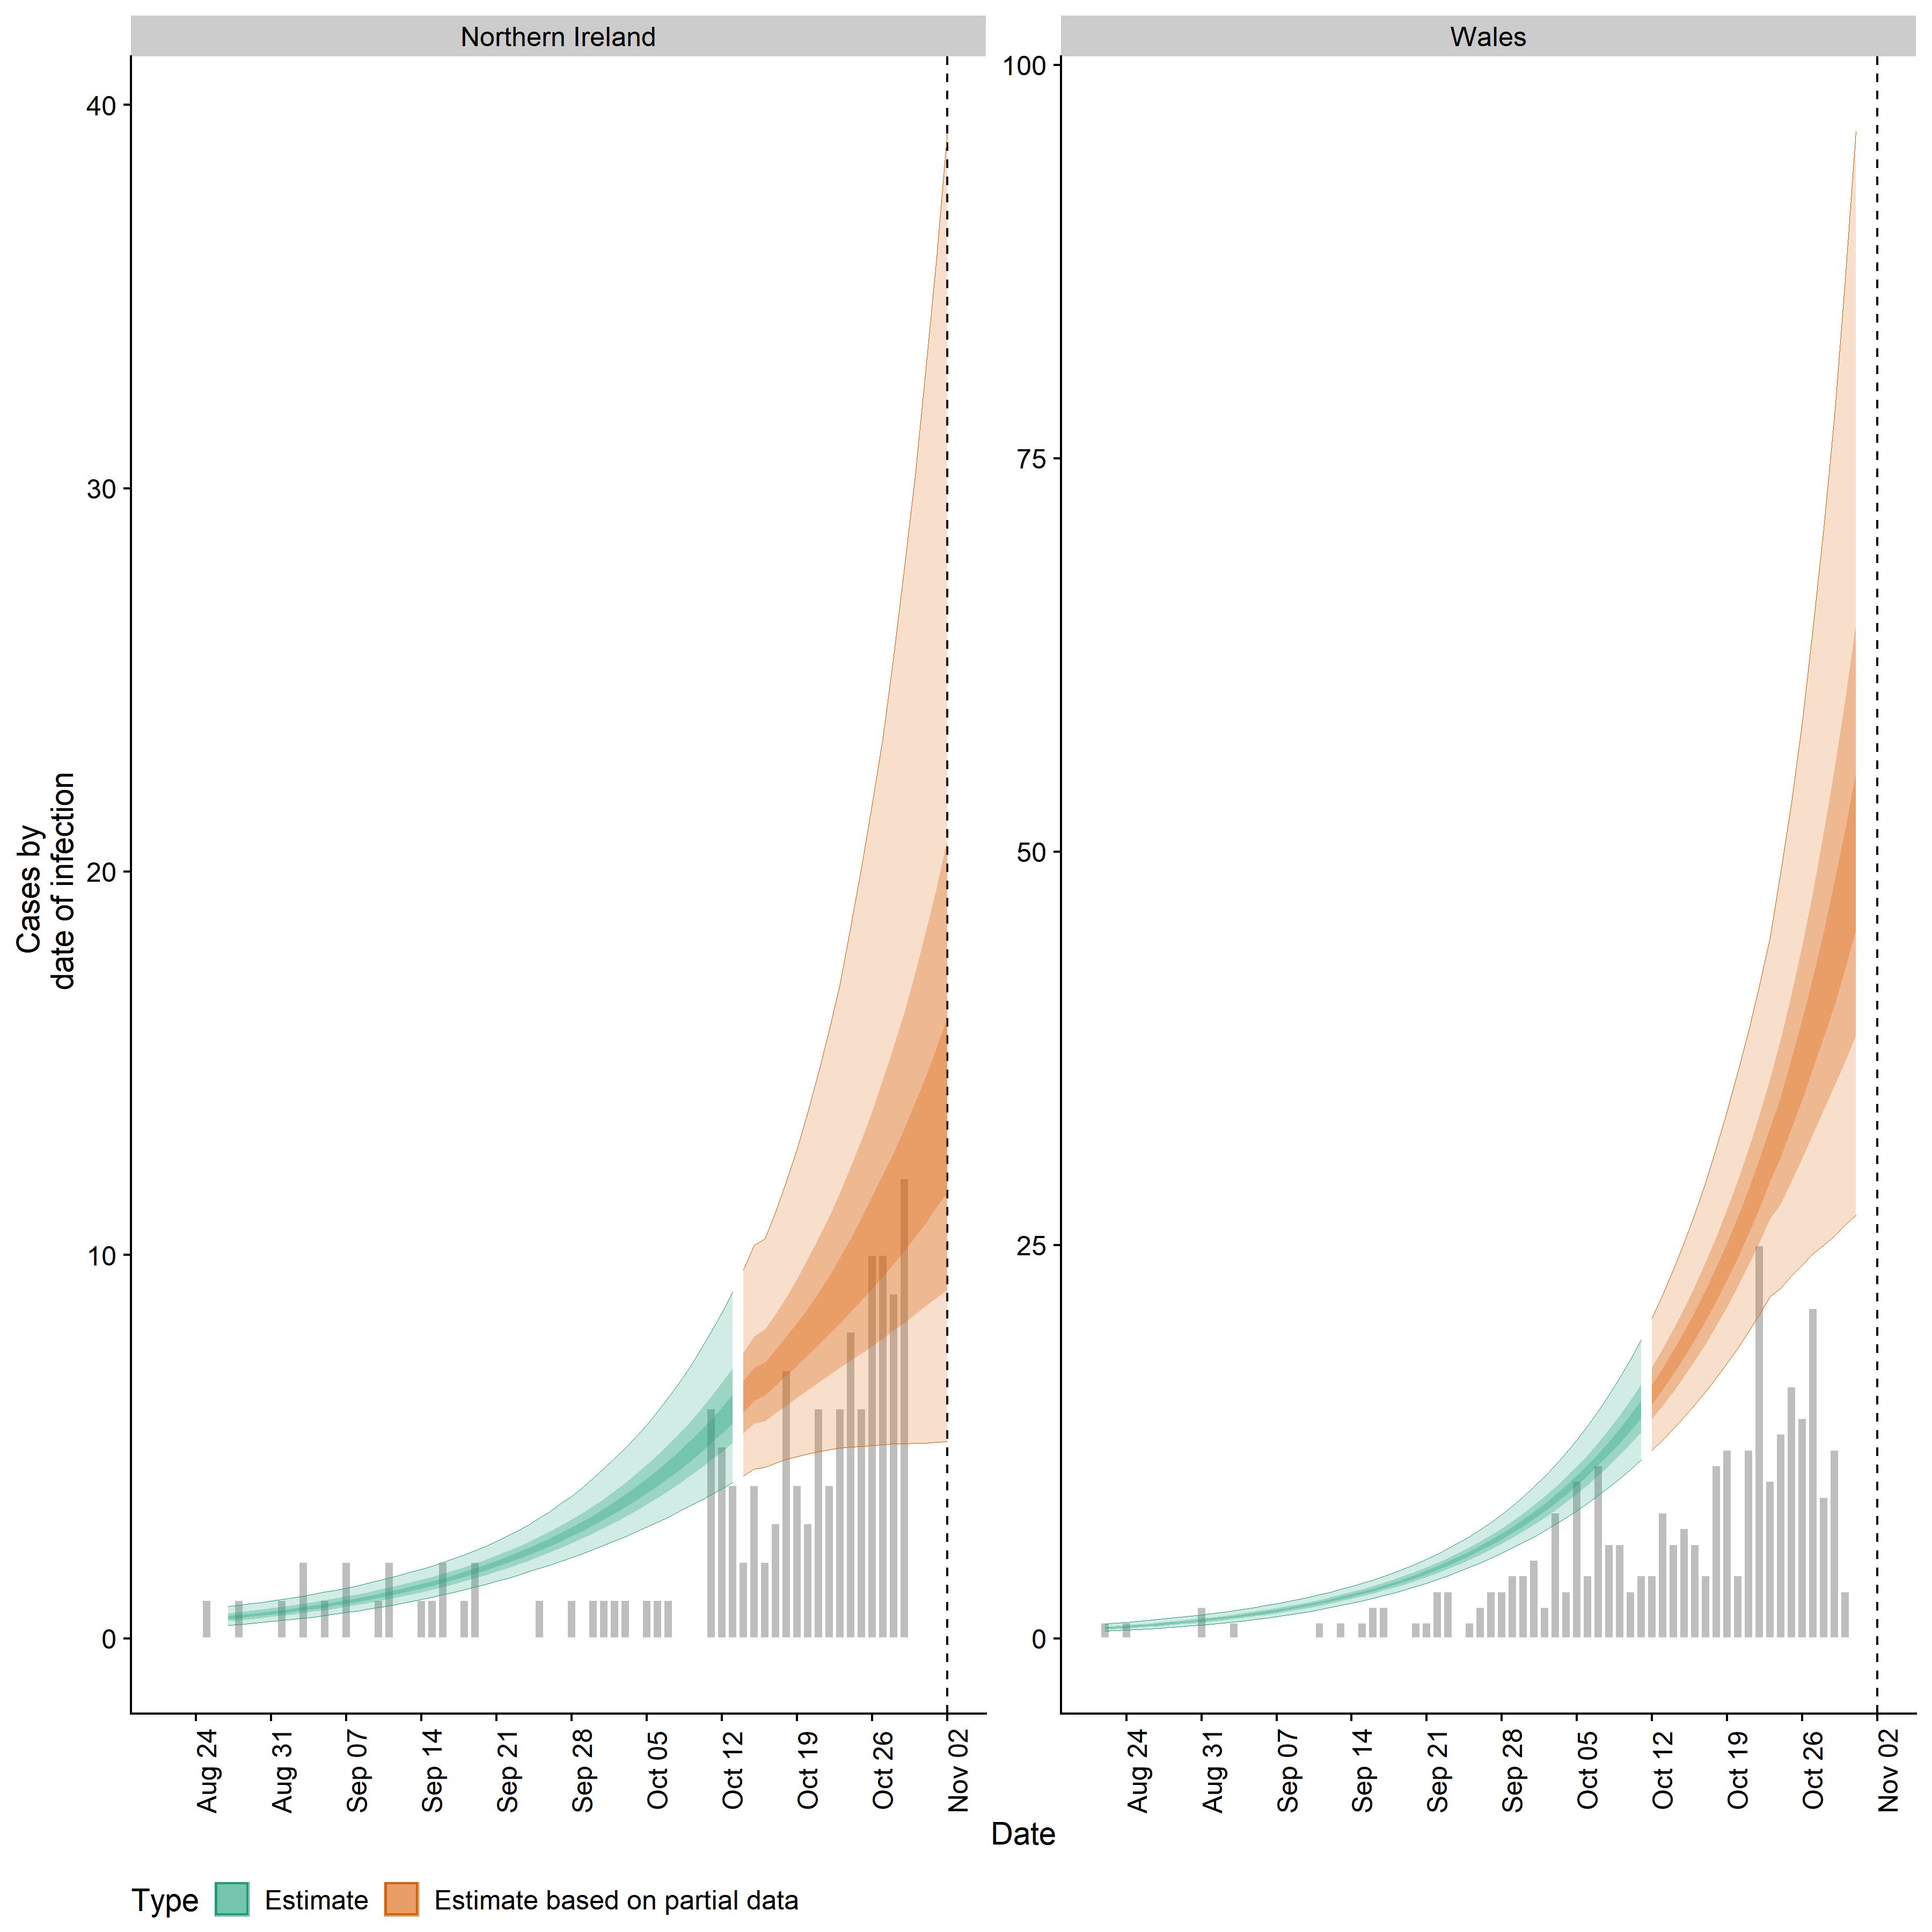 Northern Ireland
Wales
Cases by
date of infection
40
30
20
10
0
100
75
50
25
0
Aug 24
Aug 31
Sep 07
Sep 14
Sep 21
Sep 28
Oct 05
Oct 12
Oct 19
Oct 26
Nov 02
Aug 24
Aug 31
Sep 07
Sep 14
Sep 21
Sep 28
Oct 05
Oct 12
Oct 19
Oct 26
Nov 02
Date
Type Estimate Estimate based on partial data